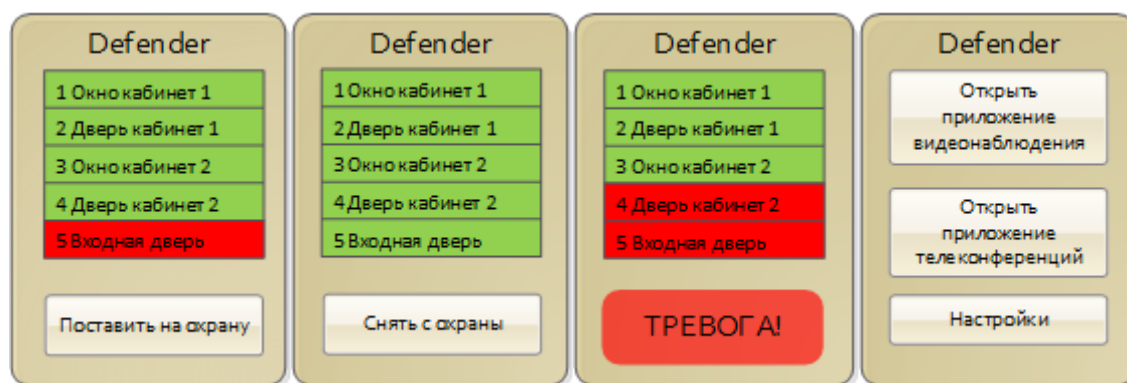 Defender
1 Окно кабинет 1
2 Дверь кабинет 1
3 Окно кабинет 2
4 Дверь кабинет 2
5 Входная дверь
Поставить на охрану
Defender
1 Окно кабинет 1
2 Дверь кабинет 1
3 Окно кабинет 2
4 Дверь кабинет 2
5 Входная дверь
Снять с охраны
Defender
1 Окно кабинет 1
2 Дверь кабинет 1
3 Окно кабинет 2
4 Дверь кабинет 2
5 Входная дверь
ТРЕВОГА!
Defender
Открыть
приложение
видеонаблюдения
Открыть
приложение
телеконференций
Настройки